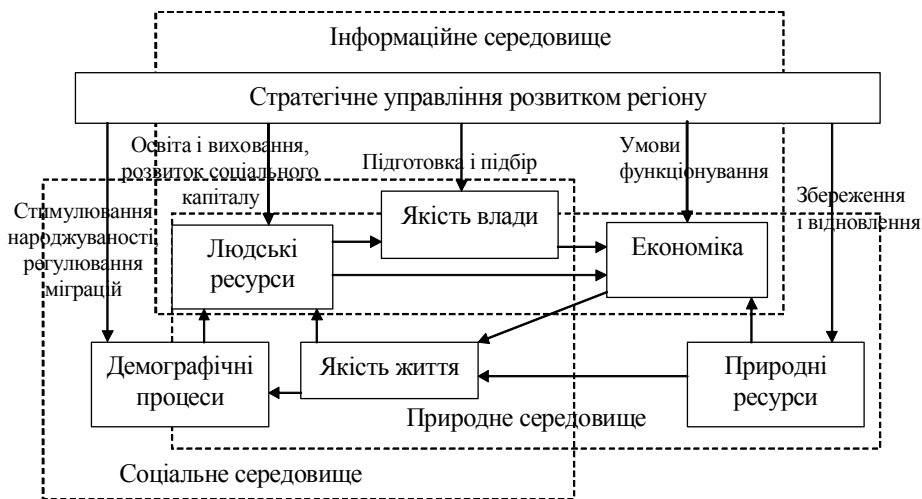 Інформаційне середовище
Стратегічне управління розвитком регіону
Освіта і виховання,
розвиток соціального
капіталу
Підготовка і підбір
Умови
функціонування
Збереження
і відновлення
Стимулювання
народжуваності,
регулювання
міграцій
Якість влади
Людські
ресурси
Економіка
Демографічні
процеси
Якість життя
Природні
ресурси
Природне середовище
Соціальне середовище